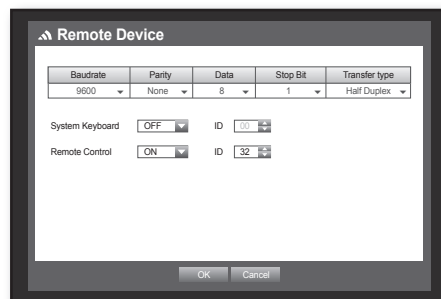 Remote Device
Baudrate Parity Data Stop Bit Transfer type
9600 None 8 1 Half Duplex
System Keyboard OFF ID 00
Remote Control ON ID 32
OK Cancel